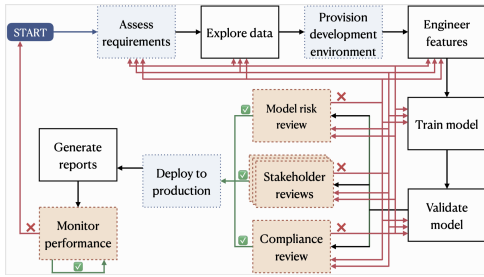 START
Assess
requirements
Explore data
Provision
development
environment
Engineer
features
Model risk
review
Train model
Generate
reports
Deploy to
production
Stakeholder
reviews
Validate
model
Monitor
performance
Compliance
review